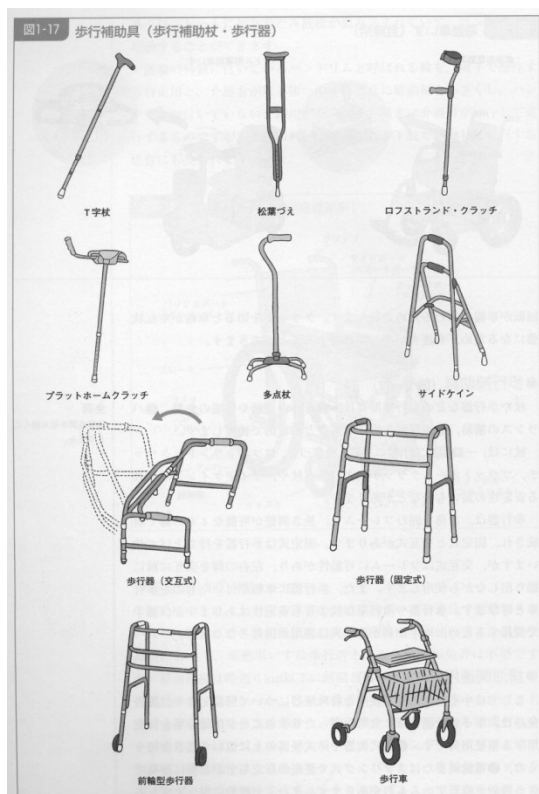 図1-17 歩行補助具（歩行補助杖・歩行器）
T字杖
松葉づえ
ロフストランド・クラッチ
プラットホームクラッチ
多点杖
サイドケイン
歩行器（交互式）
歩行器（固定式）
前輪型歩行器
歩行車